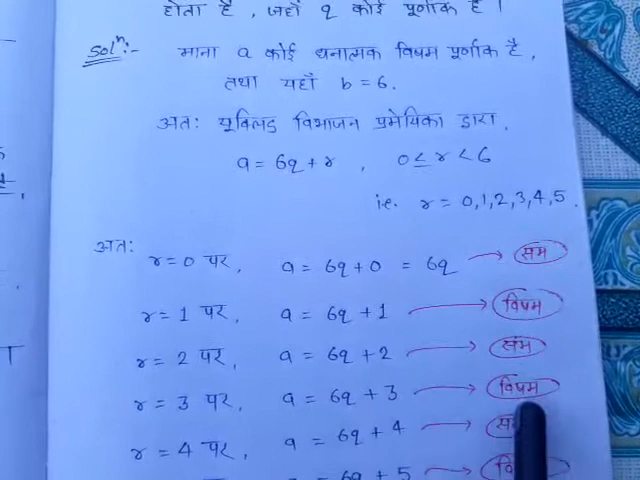 होता है, जहाँ q कोई पूर्णांक है।
Solⁿ:- माना a कोई धनात्मक विषम पूर्णांक है,
तथा यहाँ b = 6.
अतः यूक्लिड विभाजन प्रमेयिका द्वारा,
a = 6q + r , 0 ≤ r < 6
i.e. r = 0,1,2,3,4,5.
अतः
r = 0 पर, a = 6q + 0 = 6q → सम
r = 1 पर, a = 6q + 1 → विषम
r = 2 पर, a = 6q + 2 → सम
r = 3 पर, a = 6q + 3 → विषम
r = 4 पर, a = 6q + 4 →
a = 6q + 5 →